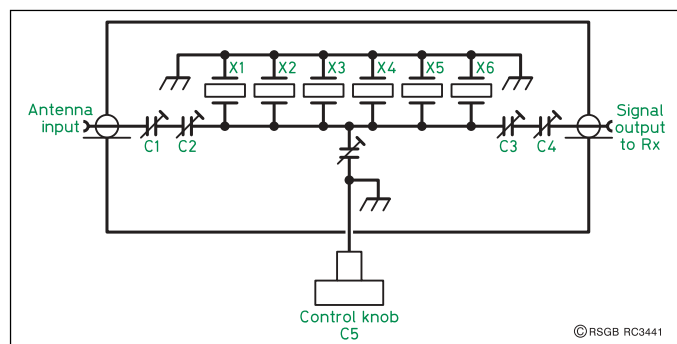 X1 X2 X3 X4 X5 X6
Antenna
input
C1 C2
C3 C4
Signal
output
to Rx
Control knob
C5
© RSGB RC3441